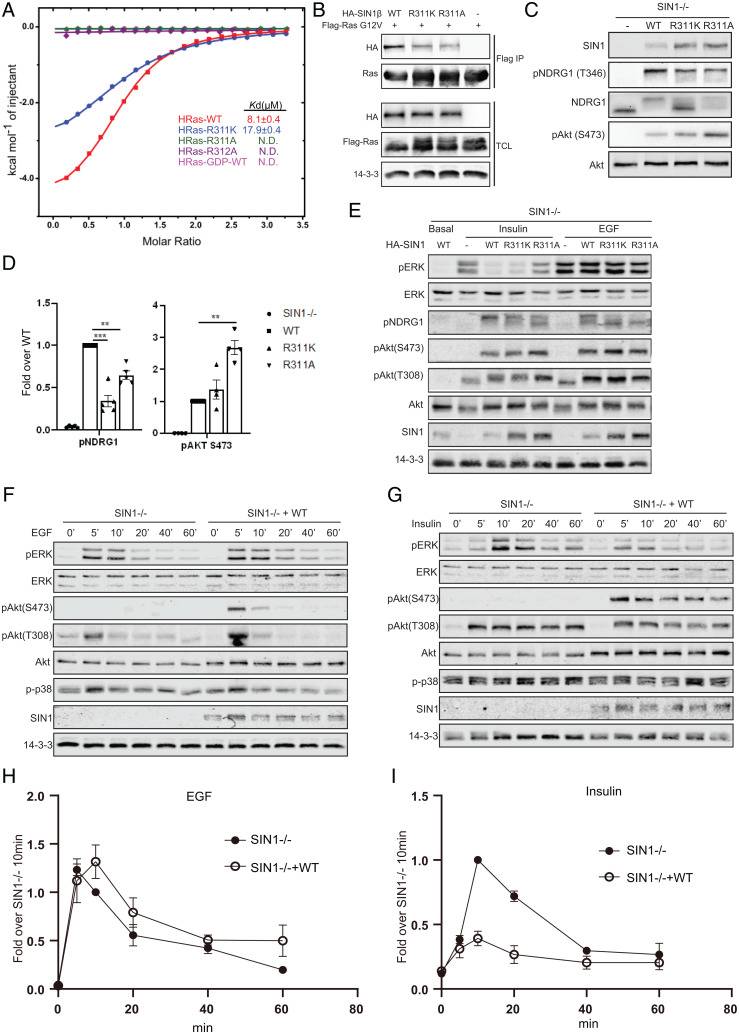 A
0.0
-1.0
-2.0
-3.0
-4.0
kcal mol⁻¹ of injectant
Kd(μM)
HRas-WT 8.1±0.4
HRas-R311K 17.9±0.4
HRas-R311A N.D.
HRas-R312A N.D.
HRas-GDP-WT N.D.
0.0 0.5 1.0 1.5 2.0 2.5 3.0 3.5
Molar Ratio
B
HA-SIN1β WT R311K R311A -
Flag-Ras G12V + + + +
HA
Ras
Flag IP
HA
Flag-Ras
14-3-3
TCL
C
SIN1-/-
- WT R311K R311A
SIN1
pNDRG1 (T346)
NDRG1
pAkt (S473)
Akt
D
Fold over WT
1.5
1.0
0.5
0.0
**
***
pNDRG1
4
3
2
1
0
**
pAKT S473
SIN1-/-
WT
R311K
R311A
E
SIN1-/-
Basal Insulin EGF
HA-SIN1 WT - WT R311K R311A - WT R311K R311A
pERK
ERK
pNDRG1
pAkt(S473)
pAkt(T308)
Akt
SIN1
14-3-3
F
SIN1-/- SIN1-/- + WT
EGF 0' 5' 10' 20' 40' 60' 0' 5' 10' 20' 40' 60'
pERK
ERK
pAkt(S473)
pAkt(T308)
Akt
p-p38
SIN1
14-3-3
G
SIN1-/- SIN1-/- + WT
Insulin 0' 5' 10' 20' 40' 60' 0' 5' 10' 20' 40' 60'
pERK
ERK
pAkt(S473)
pAkt(T308)
Akt
p-p38
SIN1
14-3-3
H
EGF
Fold over SIN1-/- 10min
2.0
1.5
1.0
0.5
0.0
SIN1-/-
SIN1-/-+WT
0 20 40 60 80
min
I
Insulin
Fold over SIN1-/- 10min
1.5
1.0
0.5
0.0
SIN1-/-
SIN1-/-+WT
0 20 40 60 80
min